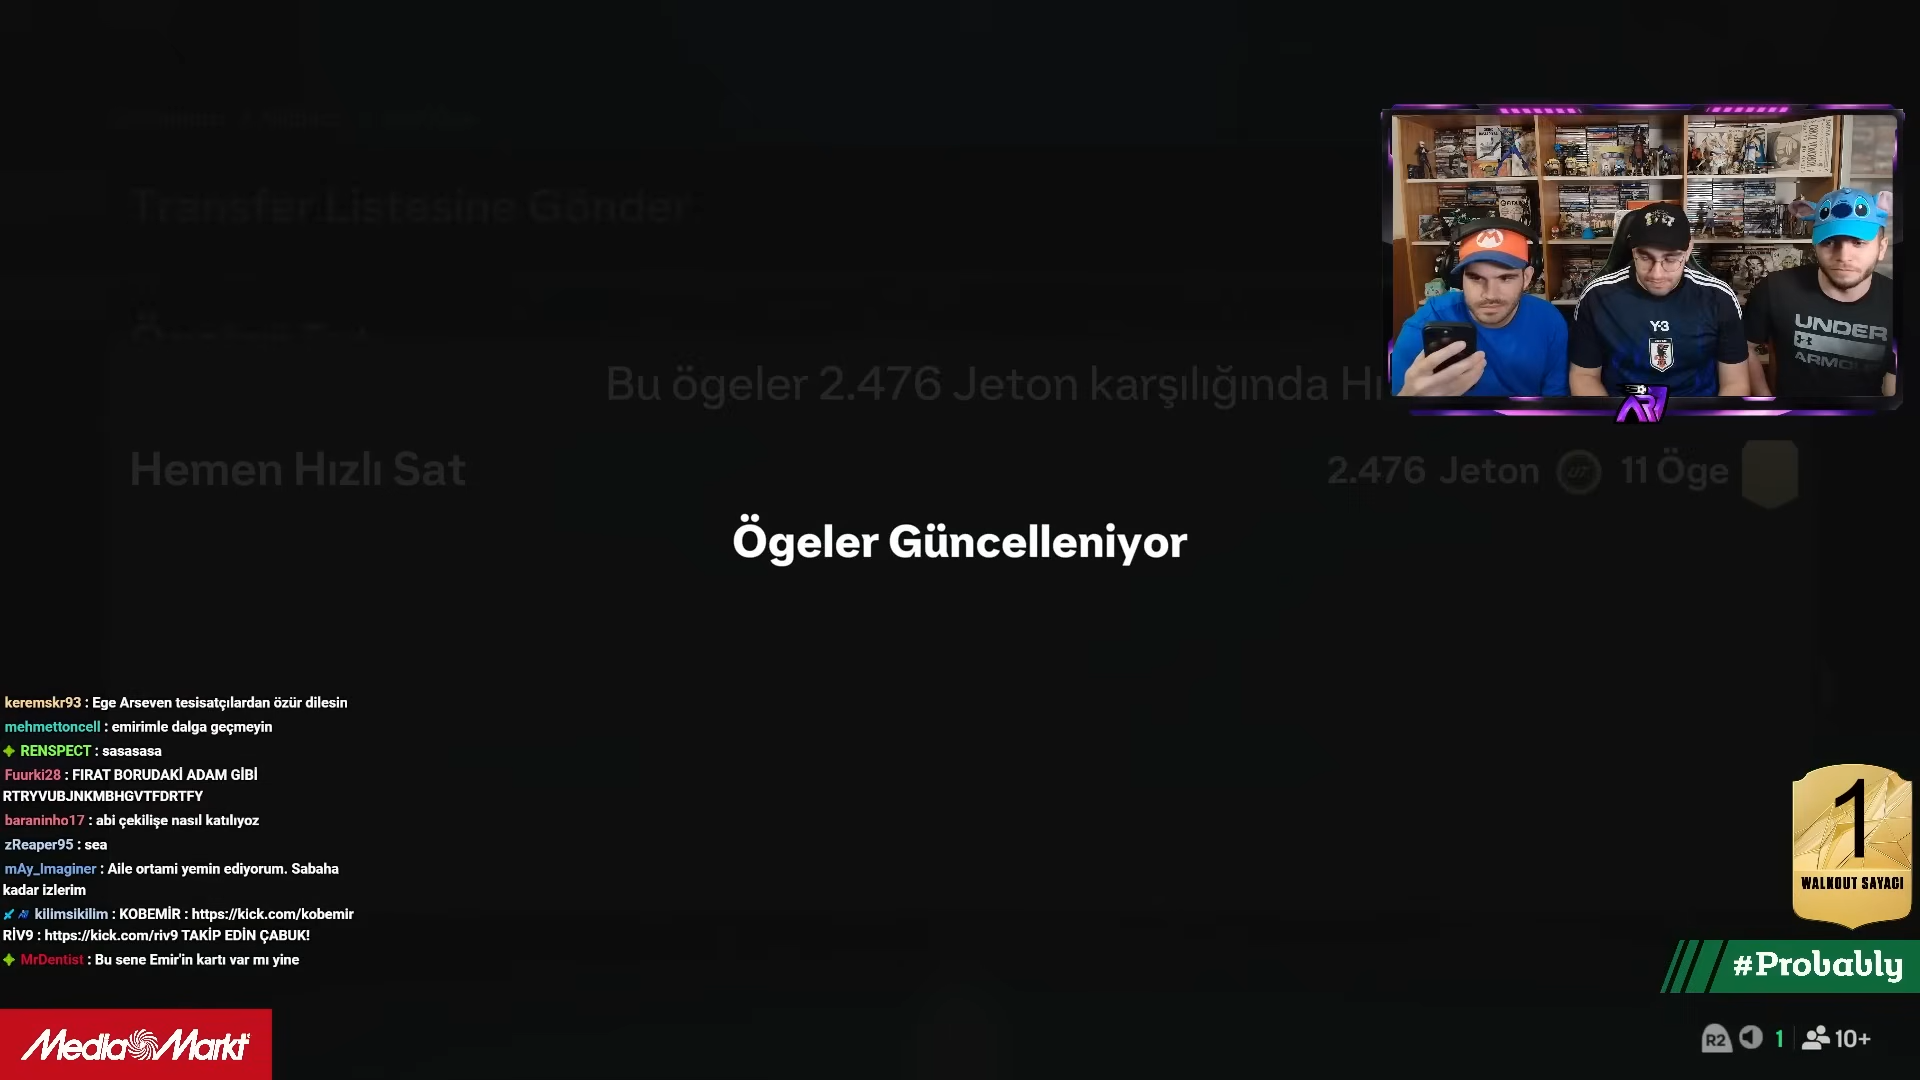 Transfer Listesine Gönder
Bu ögeler 2.476 Jeton karşılığında
Hemen Hızlı Sat
2.476 Jeton
UT
11 Öge
Ögeler Güncelleniyor
Y-3
UNDER
ARMOUR
keremskr93 : Ege Arseven tesisatçılardan özür dilesin
mehmettoncell : emirimle dalga geçmeyin
RENSPECT : sasasasa
Fuurki28 : FIRAT BORUDAKİ ADAM GİBİ
RTRYVUBJNKMBHGVTFDRTFY
baraninho17 : abi çekilişe nasıl katılıyoz
zReaper95 : sea
mAy_Imaginer : Aile ortami yemin ediyorum. Sabaha
kadar izlerim
kilimsikilim : KOBEMİR : https://kick.com/kobemir
RİV9 : https://kick.com/riv9 TAKİP EDİN ÇABUK!
MrDentist : Bu sene Emir'in kartı var mı yine
1
WALKOUT SAYACI
#Probably
Media Markt
R2
1
10+